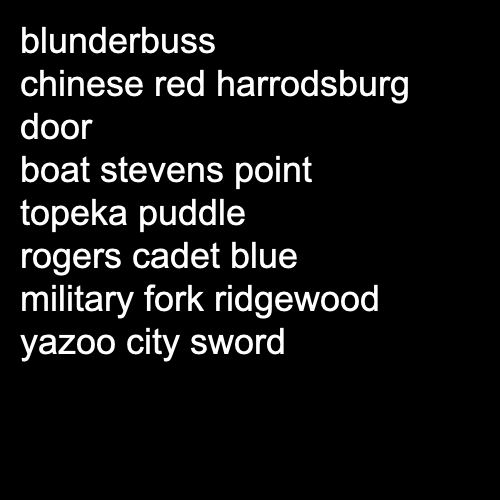 blunderbuss
chinese red harrodsburg
door
boat stevens point
topeka puddle
rogers cadet blue
military fork ridgewood
yazoo city sword